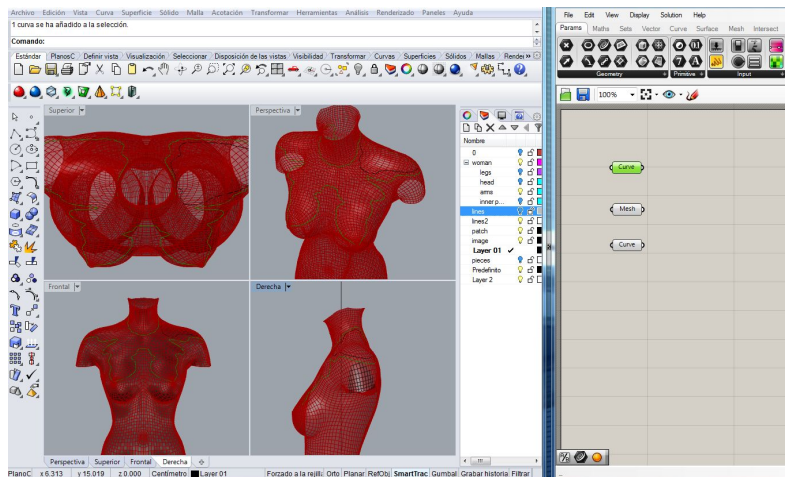 Archivo Edición Vista Curva Superficie Sólido Malla Acotación Transformar Herramientas Análisis Renderizado Paneles Ayuda
1 curva se ha añadido a la selección.
Comando:
Estándar PlanosC Definir vista Visualización Seleccionar Disposición de las vistas Visibilidad Transformar Curvas Superficies Sólidos Mallas Rende
Superior
Perspectiva
Frontal
Derecha
Nombre
0
woman
legs
head
arms
inner p...
lines
lines2
patch
image
Layer 01
pieces
Predefinito
Layer 2
Perspectiva Superior Frontal Derecha
PlanoC x 6.313 y 15.019 z 0.000 Centímetro Layer 01 Forzado a la rejilla Orto Planar RefObj SmartTrac Gumbal Grabar historia Filtrar
File Edit View Display Solution Help
Params Maths Sets Vector Curve Surface Mesh Intersect
Geometry Primitive Input
100%
Curve
Mesh
Curve